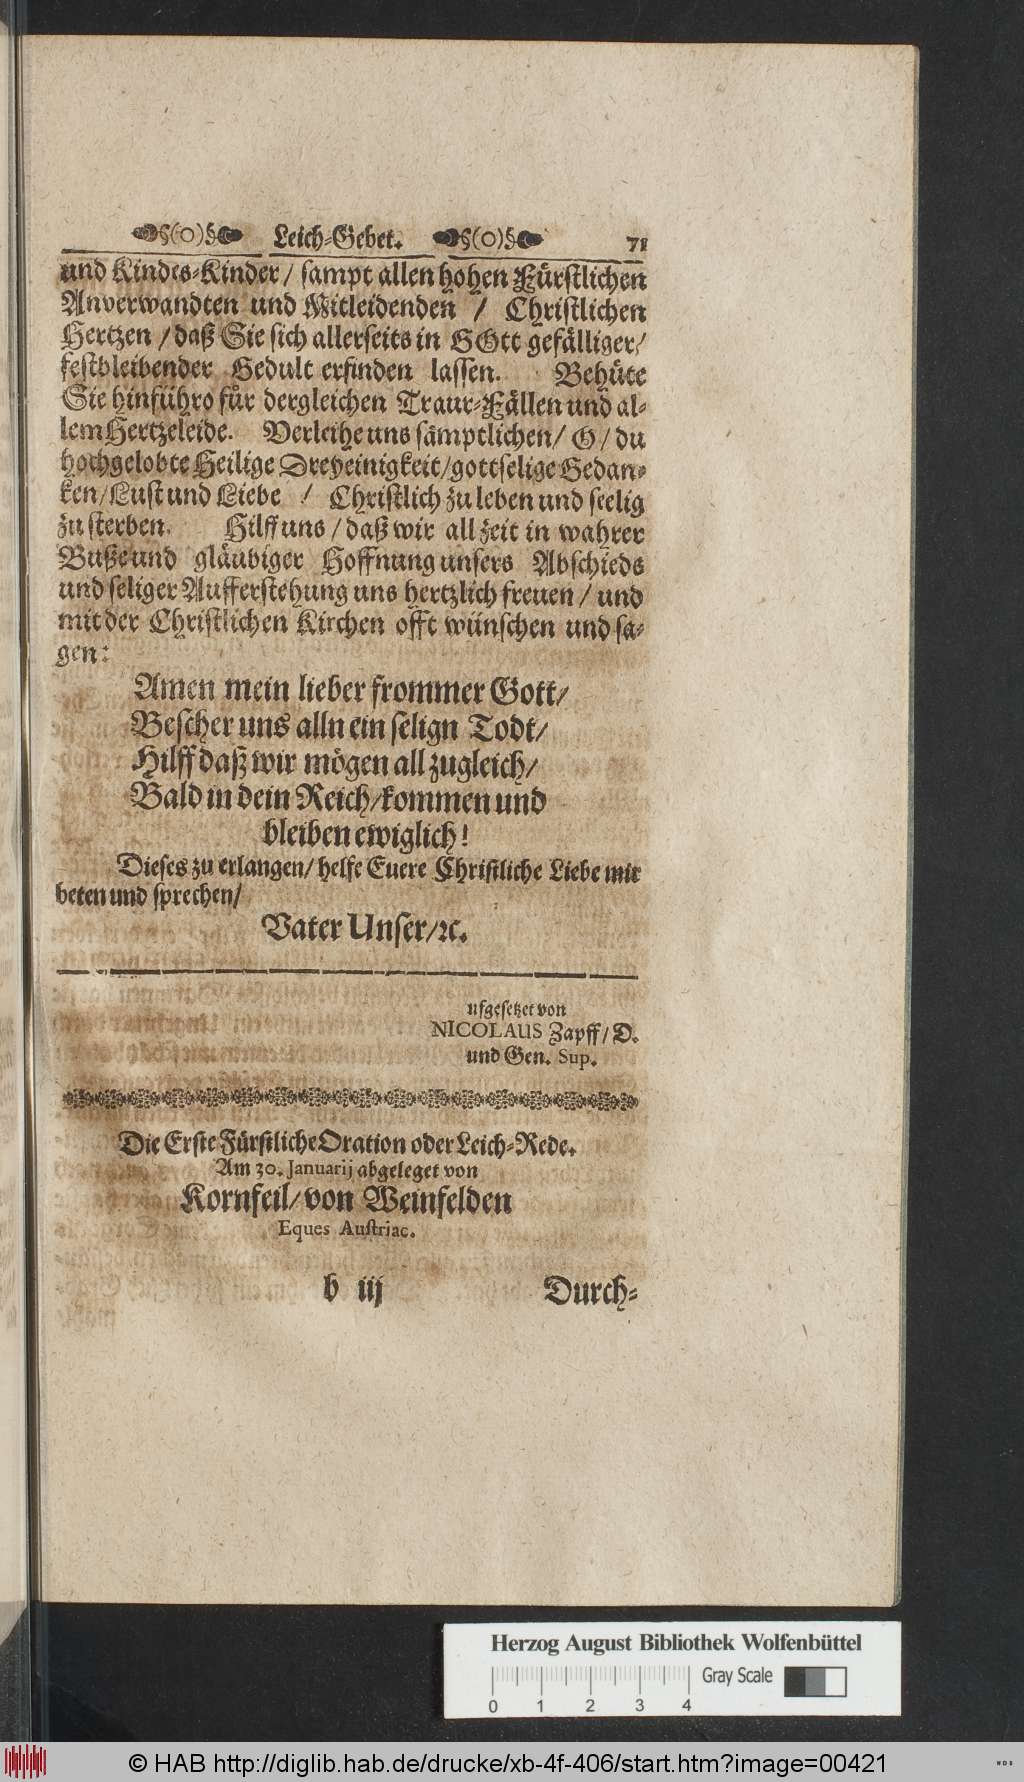 §(O)§ Leich-Gebet. §(O)§ 71
und Kindes-Kinder / sampt allen hohen Fürstlichen
Anverwandten und Mitleidenden / Christlichen
Hertzen / daß Sie sich allerseits in GOtt gefälliger /
festbleibender Gedult erfinden lassen. Behüte
Sie hinführo für dergleichen Traur-Fällen und al-
lem Hertzeleide. Verleihe uns sämptlichen / O / du
hochgelobte Heilige Dreyeinigkeit / gottselige Gedan-
ken / Lust und Liebe / Christlich zu leben und seelig
zu sterben. Hilff uns / daß wir all zeit in wahrer
Buße und gläubiger Hoffnung unsers Abschieds
und seliger Aufferstehung uns hertzlich freuen / und
mit der Christlichen Kirchen offt wünschen und sa-
gen:
Amen mein lieber frommer Gott /
Bescher uns alln ein selign Todt /
Hilff daß wir mögen all zugleich /
Bald in dein Reich / kommen und
bleiben ewiglich!
Dieses zu erlangen / helfe Euere Christliche Liebe mir
beten und sprechen /
Vater Unser / ꝛc.
ufgesetzet von
NICOLAUS Zapff / D.
und Gen. Sup.
Die Erste Fürstliche Oration oder Leich-Rede.
Am 30. Januarij abgeleget von
Kornfeil / von Weinfelden
Eques Austriac.
b iij Durch-
Herzog August Bibliothek Wolfenbüttel
Gray Scale
0 1 2 3 4
© HAB http://diglib.hab.de/drucke/xb-4f-406/start.htm?image=00421